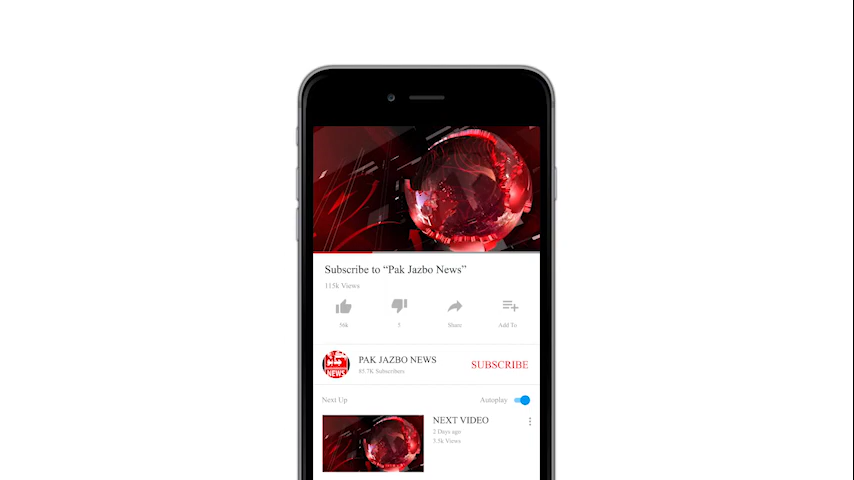 Subscribe to “Pak Jazbo News”
115k Views
56k
5
Share
Add To
PAK JAZBO NEWS
85.7K Subscribers
SUBSCRIBE
NEWS
Next Up
Autoplay
NEXT VIDEO
2 Days ago
5.5k Views